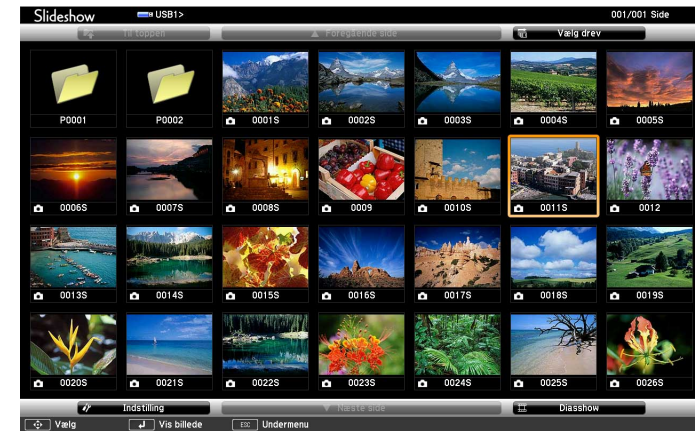 Slideshow USB1> 001/001 Side
Til toppen Foregående side Vælg drev
P0001 P0002 0001S 0002S 0003S 0004S 0005S
0006S 0007S 0008S 0009 0010S 0011S 0012
0013S 0014S 0015S 0016S 0017S 0018S 0019S
0020S 0021S 0022S 0023S 0024S 0025S 0026S
Indstilling Næste side Diasshow
Vælg Vis billede ESC Undermenu